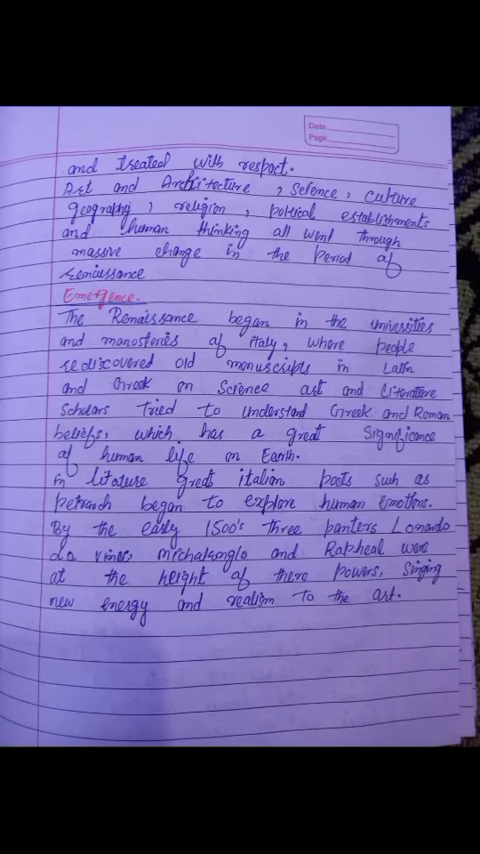 Date
Page
and treated with respect.
Art and Architecture , Science , culture
geography , religion , political establishments
and human thinking all went through
massive change in the Period of
renaissance
Emergence.
The Renaissance began in the universities
and manosteries of Italy, where people
rediscovered old manuscripts in Latin
and Greek on Science art and Literature
Scholars Tried to understand Greek and Roman
beliefs, which has a great Significance
of human life on Earth.
in litature great italian poets such as
petrarch began to explore human emotions.
By the early 1500's three panters Leonardo
da vinci michalenglo and Rapheal were
at the height of there powers, Singing
new energy and realism to the art.